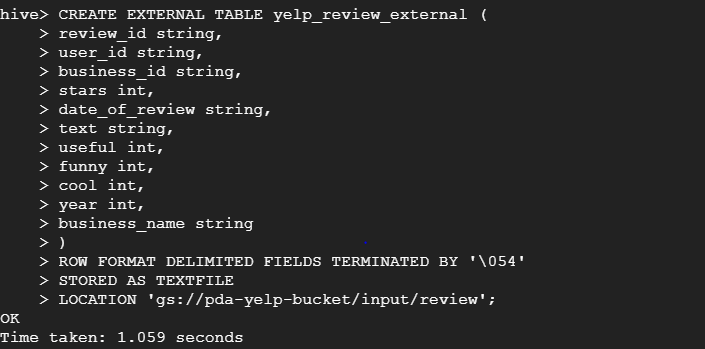 hive> CREATE EXTERNAL TABLE yelp_review_external (
    > review_id string,
    > user_id string,
    > business_id string,
    > stars int,
    > date_of_review string,
    > text string,
    > useful int,
    > funny int,
    > cool int,
    > year int,
    > business_name string
    > )
    > ROW FORMAT DELIMITED FIELDS TERMINATED BY '\054'
    > STORED AS TEXTFILE
    > LOCATION 'gs://pda-yelp-bucket/input/review';
OK
Time taken: 1.059 seconds